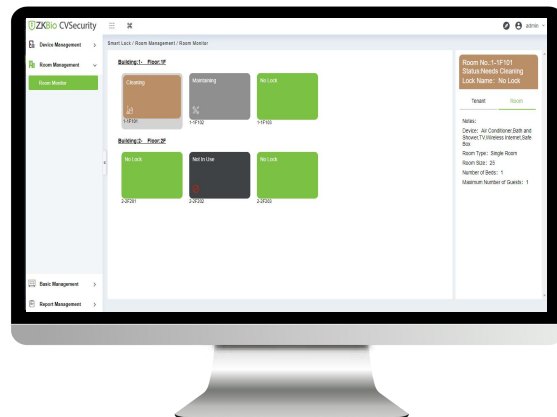 ZKBio CVSecurity
admin
Device Management
Smart Lock / Room Management / Room Monitor
Room Management
Room Monitor
Building:1- Floor:1F
Cleaning
Maintaining
No Lock
1-1F101
1-1F102
1-1F103
Building:2- Floor:2F
No Lock
Not In Use
No Lock
2-2F201
2-2F202
2-2F203
Room No.:1-1F101
Status:Needs Cleaning
Lock Name: No Lock
Tenant
Room
Notes:
Device: Air Conditioner,Bath and
Shower,TV,Wireless Internet,Safe
Box
Room Type: Single Room
Room Size: 25
Number of Beds: 1
Maximum Number of Guests: 1
Basic Management
Report Management